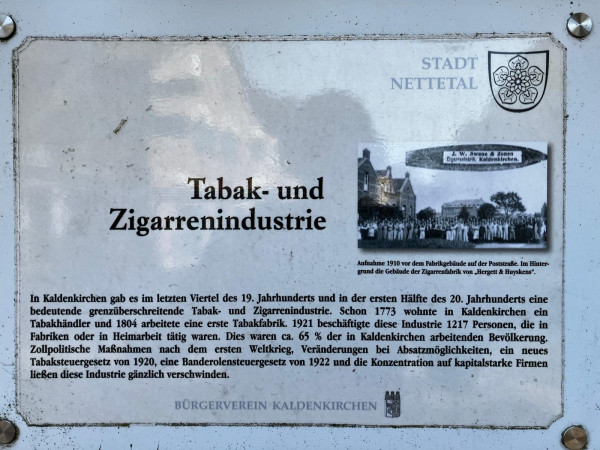 STADT
NETTETAL
J. W. Swane & Zonen
Zigarrenfabrik, Kaldenkirchen.
Tabak- und
Zigarrenindustrie
Aufnahme 1910 vor dem Fabrikgebäude auf der Poststraße. Im Hinter-
grund die Gebäude der Zigarrenfabrik von „Hergett & Huyskens“.
In Kaldenkirchen gab es im letzten Viertel des 19. Jahrhunderts und in der ersten Hälfte des 20. Jahrhunderts eine
bedeutende grenzüberschreitende Tabak- und Zigarrenindustrie. Schon 1773 wohnte in Kaldenkirchen ein
Tabakhändler und 1804 arbeitete eine erste Tabakfabrik. 1921 beschäftigte diese Industrie 1217 Personen, die in
Fabriken oder in Heimarbeit tätig waren. Dies waren ca. 65 % der in Kaldenkirchen arbeitenden Bevölkerung.
Zollpolitische Maßnahmen nach dem ersten Weltkrieg, Veränderungen bei Absatzmöglichkeiten, ein neues
Tabaksteuergesetz von 1920, eine Banderolensteuergesetz von 1922 und die Konzentration auf kapitalstarke Firmen
ließen diese Industrie gänzlich verschwinden.
BÜRGERVEREIN KALDENKIRCHEN